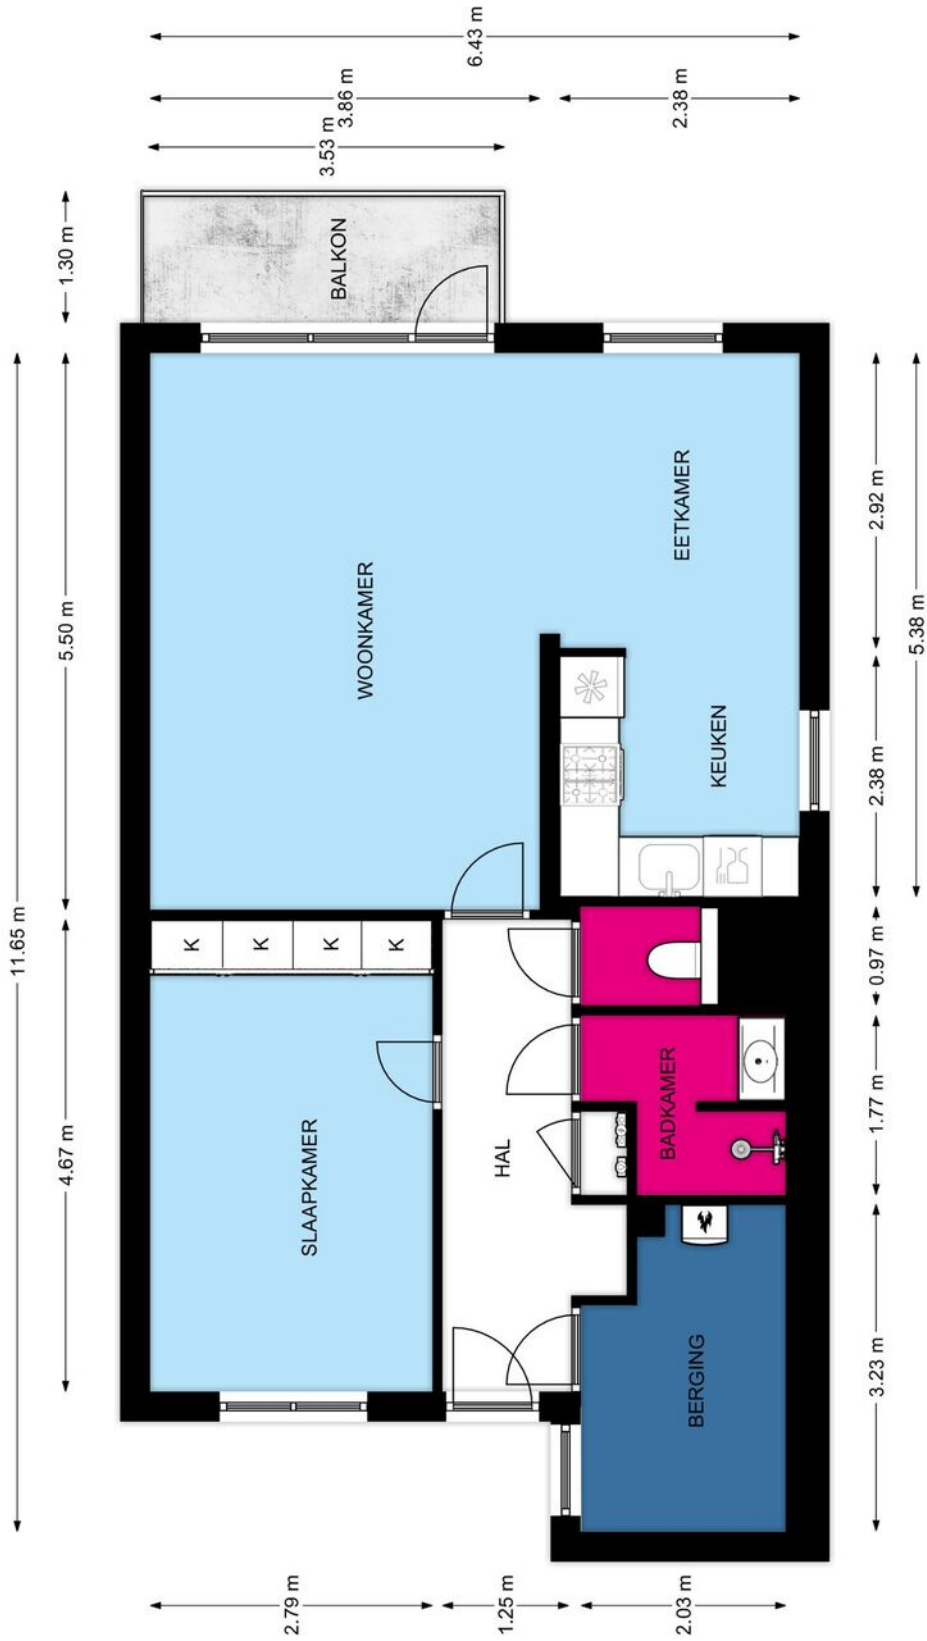 6.43 m
3.86 m
2.38 m
3.53 m
1.30 m
BALKON
11.65 m
5.50 m
WOONKAMER
EETKAMER
2.92 m
5.38 m
KEUKEN
2.38 m
K
K
K
K
0.97 m
4.67 m
SLAAPKAMER
HAL
BADKAMER
1.77 m
BERGING
3.23 m
2.79 m
1.25 m
2.03 m